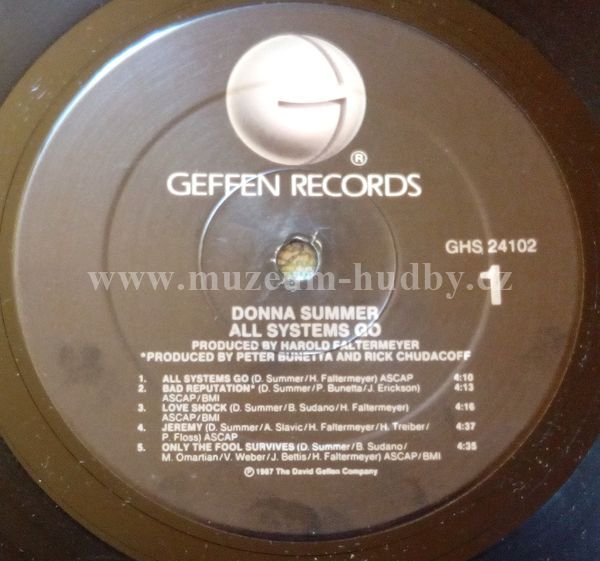 ®
GEFFEN RECORDS
GHS 24102
www.muzeum-hudby.cz
1
DONNA SUMMER
ALL SYSTEMS GO
PRODUCED BY HAROLD FALTERMEYER
*PRODUCED BY PETER BUNETTA AND RICK CHUDACOFF
1. ALL SYSTEMS GO (D. Summer/H. Faltermeyer) ASCAP 4:10
2. BAD REPUTATION* (D. Summer/P. Bunetta/J. Erickson) 4:13
ASCAP/BMI
3. LOVE SHOCK (D. Summer/B. Sudano/H. Faltermeyer) 4:16
ASCAP/BMI
4. JEREMY (D. Summer/A. Slavic/H. Faltermeyer/H. Treiber/ 4:37
P. Floss) ASCAP
5. ONLY THE FOOL SURVIVES (D. Summer/B. Sudano/ 4:35
M. Omartian/V. Weber/J. Bettis/H. Faltermeyer) ASCAP/BMI
℗ 1987 The David Geffen Company